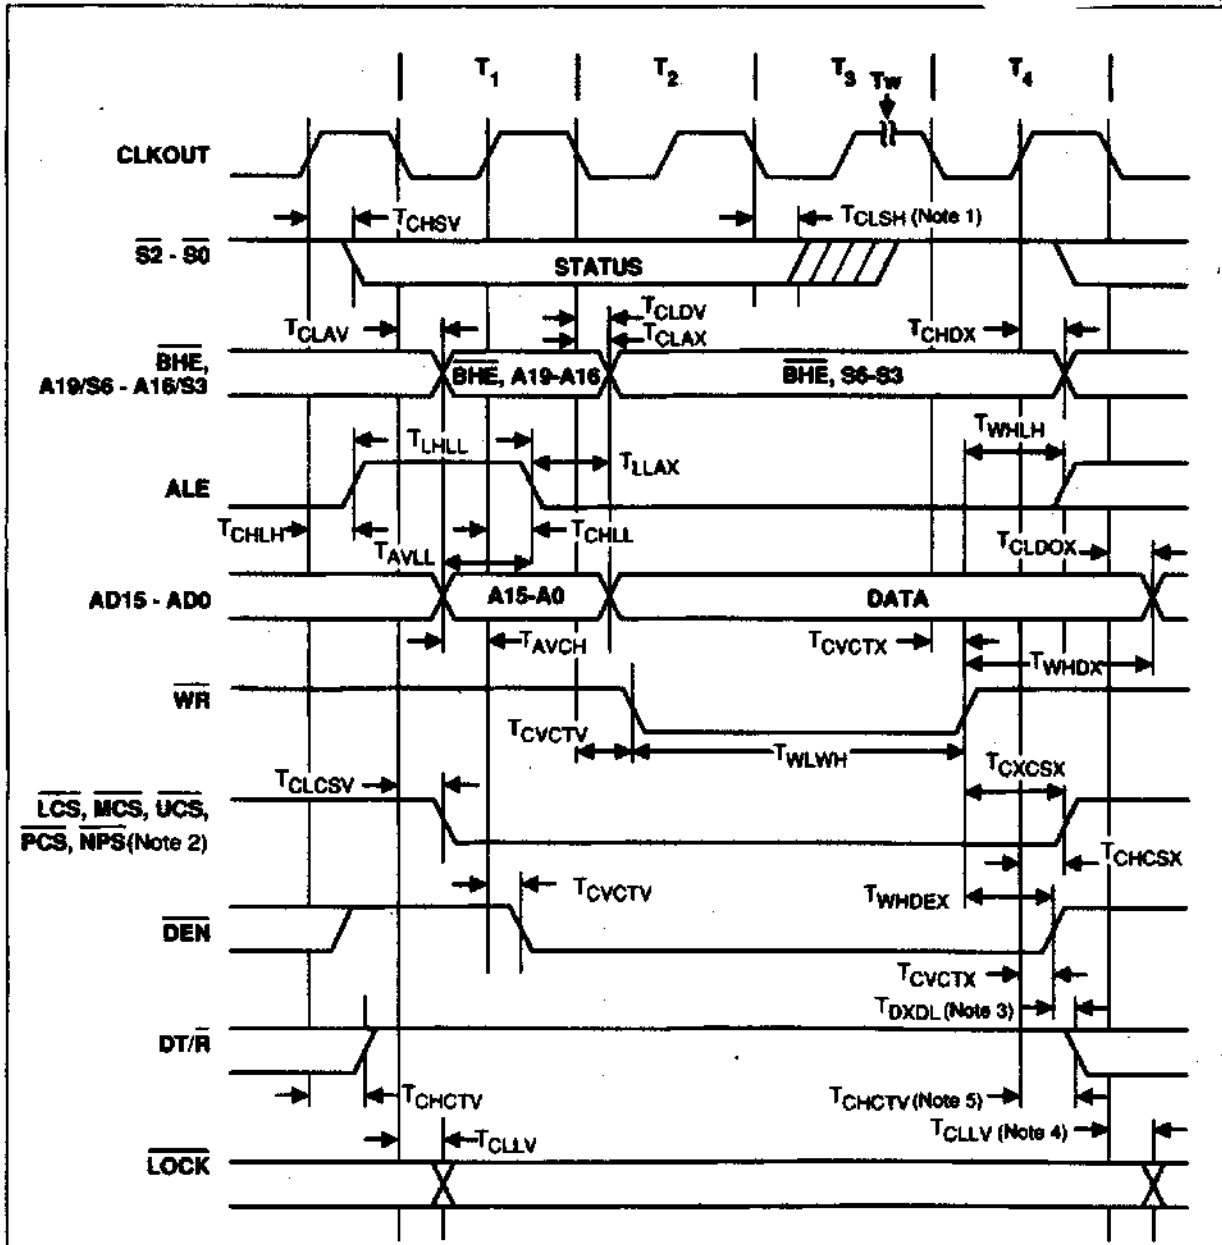 T1 T2 T3 Tw T4
CLKOUT
TCHSV TCLSH (Note 1)
S2 - S0 STATUS
TCLDV
TCLAV TCLAX TCHDX
BHE,
A19/S6 - A16/S3 BHE, A19-A16 BHE, S6-S3
TLHLL TWHLH
TLLAX
ALE
TCHLH TCHLL TCLDOX
TAVLL
AD15 - AD0 A15-A0 DATA
TAVCH TCVCTX TWHDX
WR
TCVCTV TWLWH TCXCSX
TCLCSV
LCS, MCS, UCS,
PCS, NPS(Note 2)
TCHCSX
TCVCTV TWHDEX
DEN
TCVCTX
TDXDL (Note 3)
DT/R
TCHCTV TCHCTV (Note 5)
TCLLV TCLLV (Note 4)
LOCK